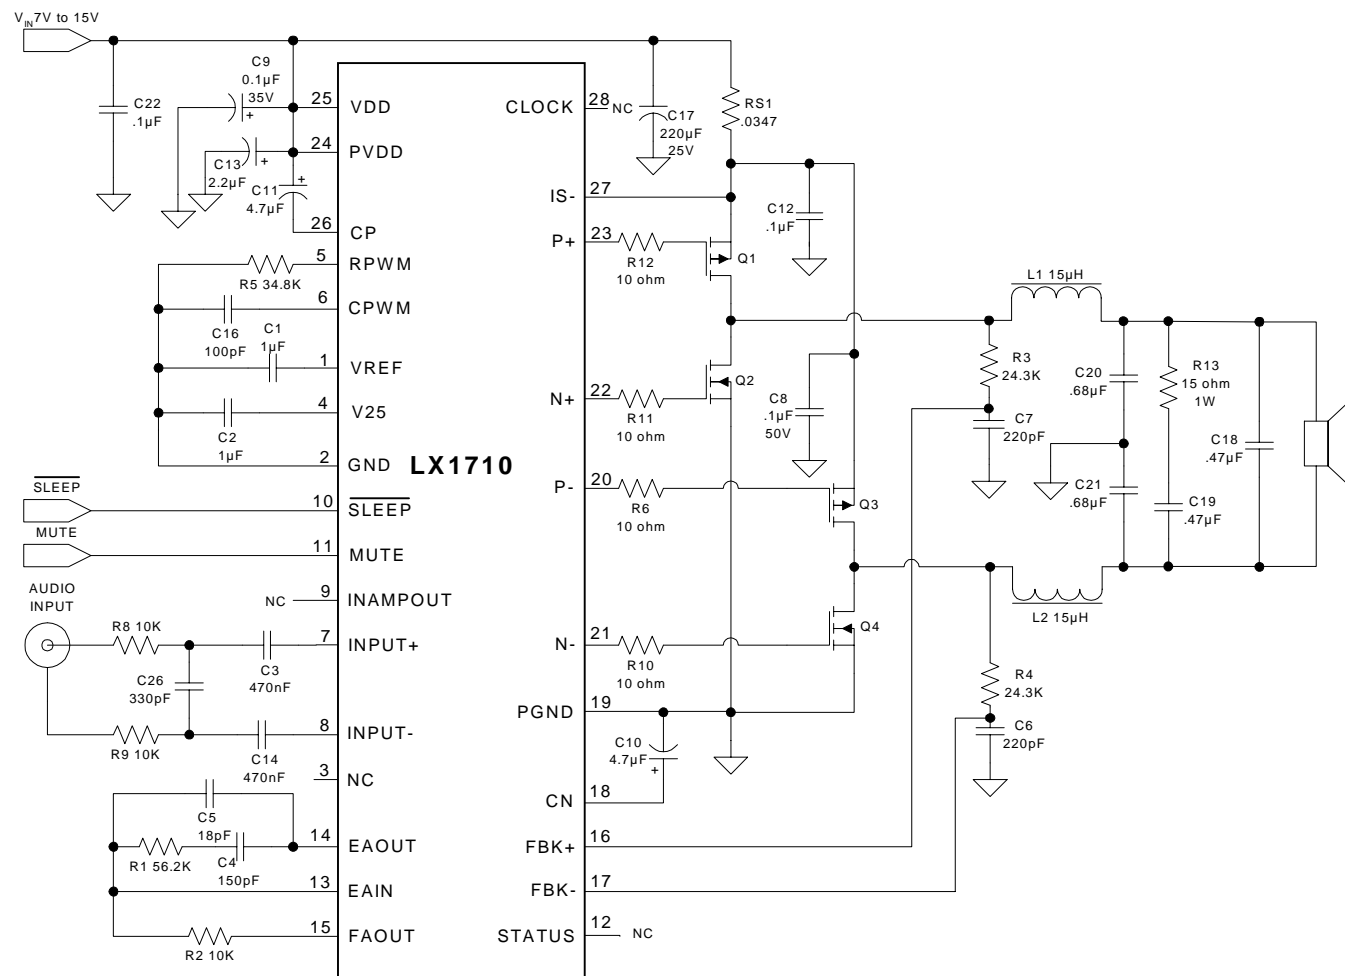 VIN 7V to 15V
C22
.1µF
C9
0.1µF
35V
+
C13
2.2µF
+
C11
4.7µF
+
25
VDD
24
PVDD
26
CP
5
RPWM
R5 34.8K
6
CPWM
C16
100pF
C1
1µF
1
VREF
4
V25
C2
1µF
2
GND
LX1710
SLEEP
10
SLEEP
MUTE
11
MUTE
AUDIO
INPUT
NC
9
INAMPOUT
R8 10K
7
INPUT+
C3
470nF
C26
330pF
8
INPUT-
R9 10K
C14
470nF
3
NC
C5
18pF
14
EAOUT
R1 56.2K
C4
150pF
13
EAIN
15
FAOUT
R2 10K
CLOCK
28
NC
C17
220µF
25V
RS1
.0347
IS-
27
C12
.1µF
P+
23
R12
10 ohm
Q1
N+
22
R11
10 ohm
Q2
C8
.1µF
50V
P-
20
R6
10 ohm
Q3
N-
21
R10
10 ohm
Q4
PGND
19
C10
4.7µF
+
CN
18
FBK+
16
FBK-
17
STATUS
12
NC
L1 15µH
R3
24.3K
C7
220pF
C20
.68µF
R13
15 ohm
1W
C18
.47µF
C21
.68µF
C19
.47µF
L2 15µH
R4
24.3K
C6
220pF